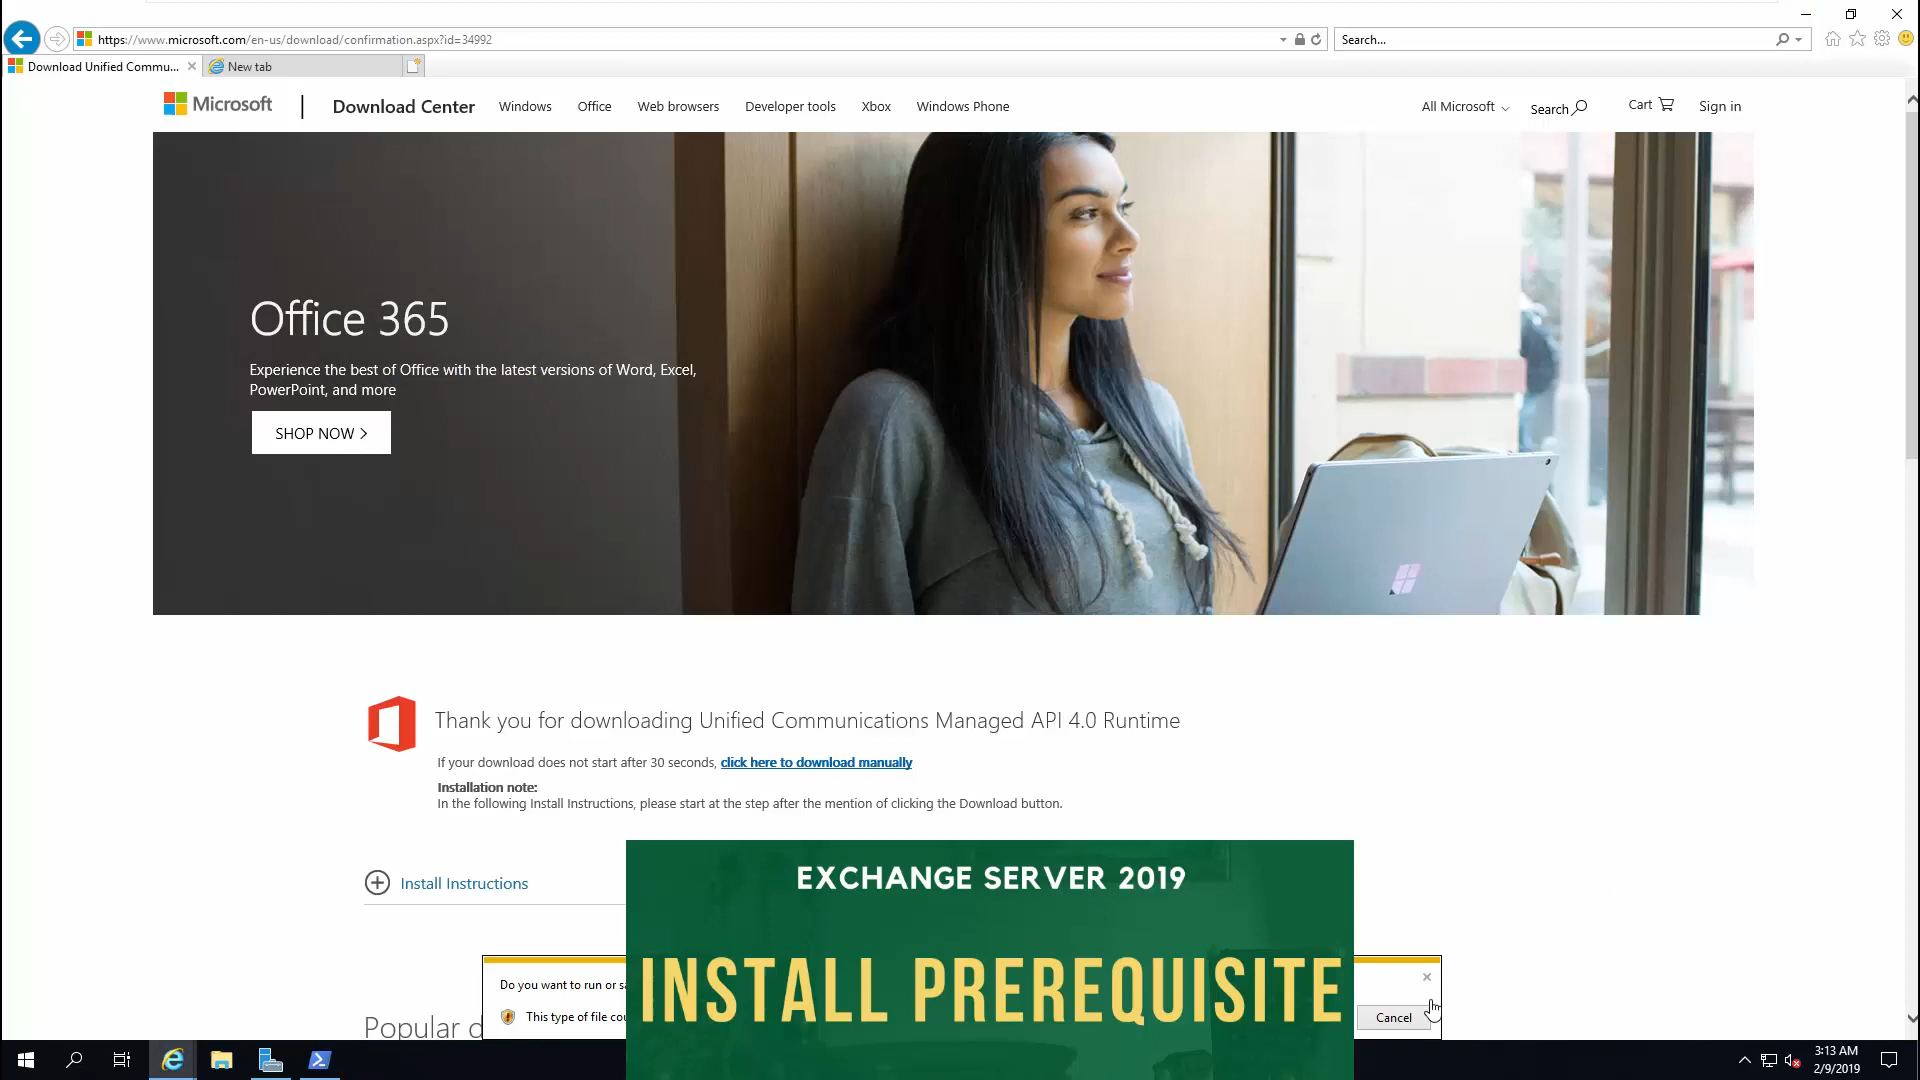 https://www.microsoft.com/en-us/download/confirmation.aspx?id=34992
Search...
Download Unified Commu...
New tab
Microsoft
Download Center
Windows
Office
Web browsers
Developer tools
Xbox
Windows Phone
All Microsoft
Search
Cart
Sign in
Office 365
Experience the best of Office with the latest versions of Word, Excel,
PowerPoint, and more
SHOP NOW
Thank you for downloading Unified Communications Managed API 4.0 Runtime
If your download does not start after 30 seconds, click here to download manually
Installation note:
In the following Install Instructions, please start at the step after the mention of clicking the Download button.
Install Instructions
EXCHANGE SERVER 2019
INSTALL PREREQUISITE
Do you want to run or sa
This type of file cou
Cancel
Popular d
3:13 AM
2/9/2019